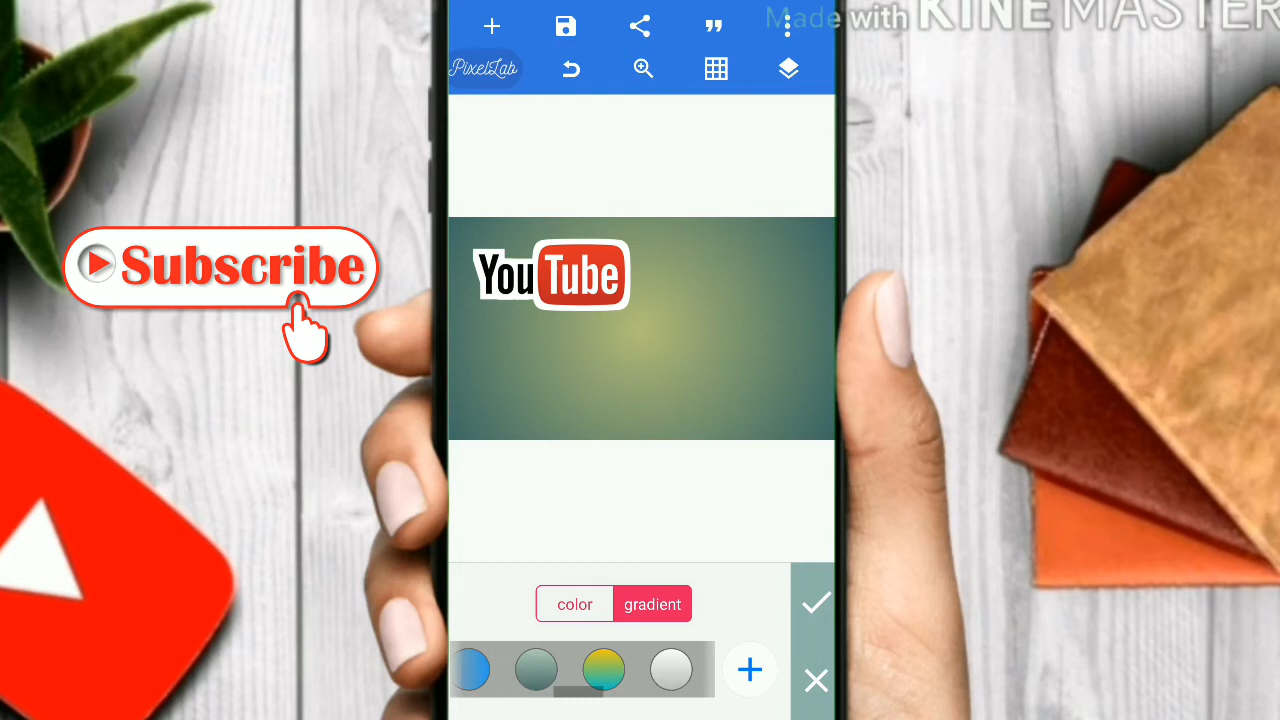 Made with KINEMASTER
PixelLab
Subscribe
YouTube
color
gradient